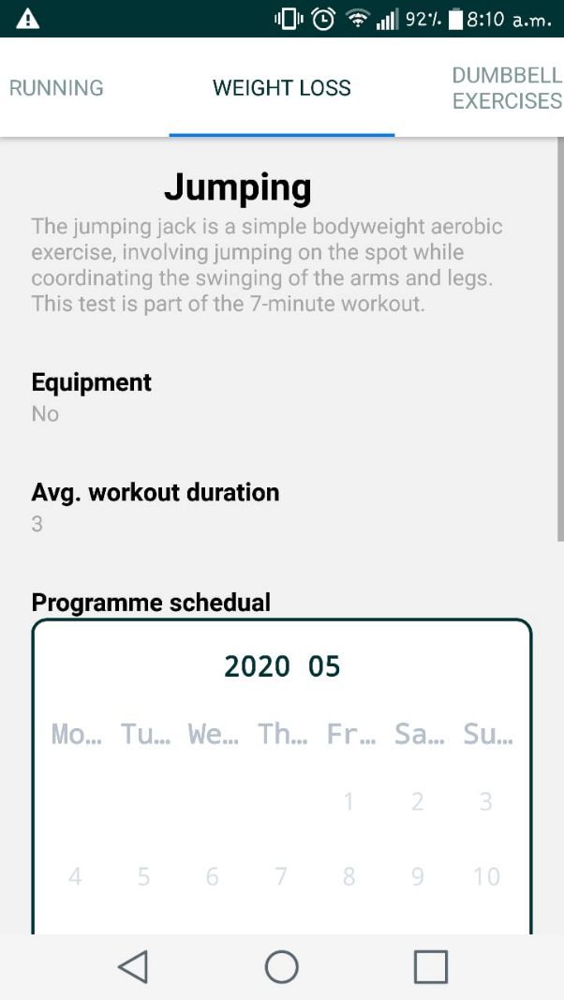 92% 8:10 a.m.
RUNNING WEIGHT LOSS DUMBBELL
EXERCISES
Jumping
The jumping jack is a simple bodyweight aerobic
exercise, involving jumping on the spot while
coordinating the swinging of the arms and legs.
This test is part of the 7-minute workout.
Equipment
No
Avg. workout duration
3
Programme schedual
2020 05
Mo... Tu... We... Th... Fr... Sa... Su...
1 2 3
4 5 6 7 8 9 10